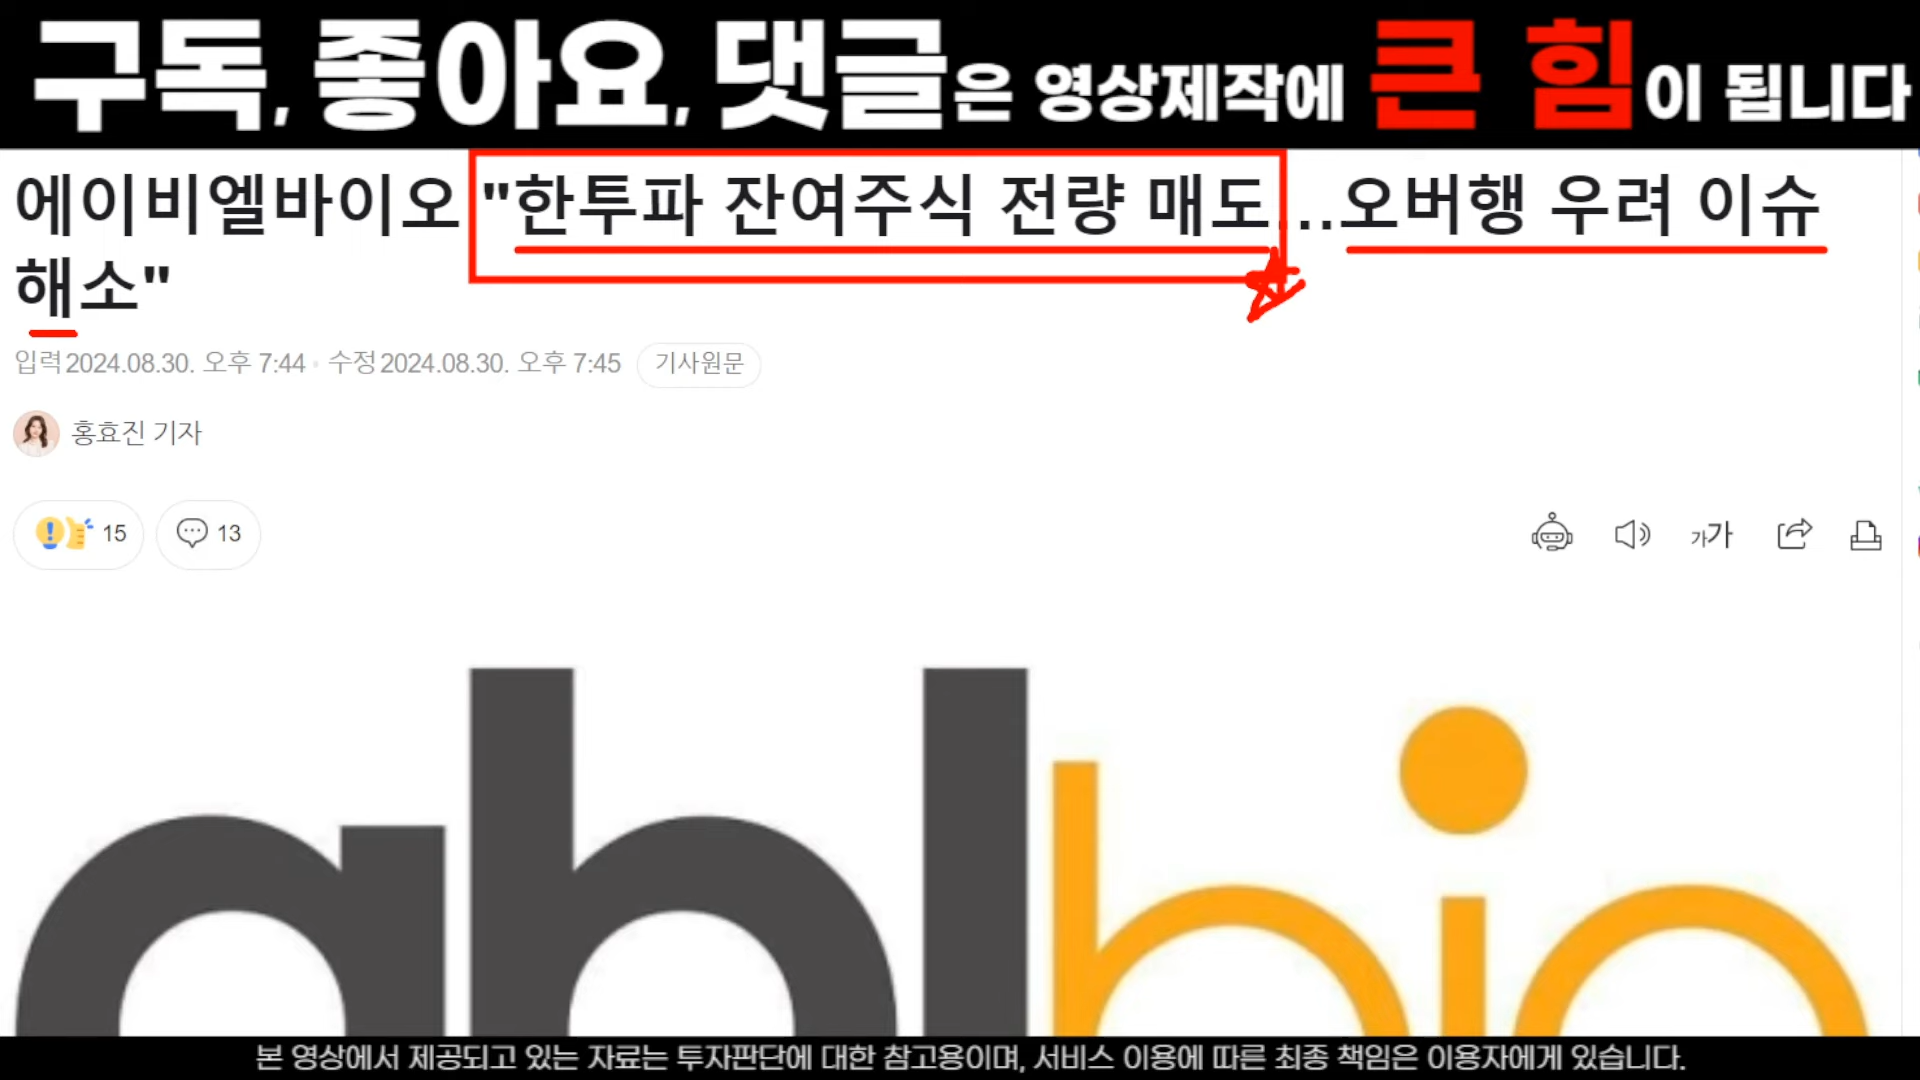 구독, 좋아요, 댓글은 영상제작에 큰 힘이 됩니다
에이비엘바이오 "한투파 잔여주식 전량 매도…오버행 우려 이슈
해소"
입력 2024.08.30. 오후 7:44 · 수정 2024.08.30. 오후 7:45 기사원문
홍효진 기자
15 13 가가
abl bio
본 영상에서 제공되고 있는 자료는 투자판단에 대한 참고용이며, 서비스 이용에 따른 최종 책임은 이용자에게 있습니다.